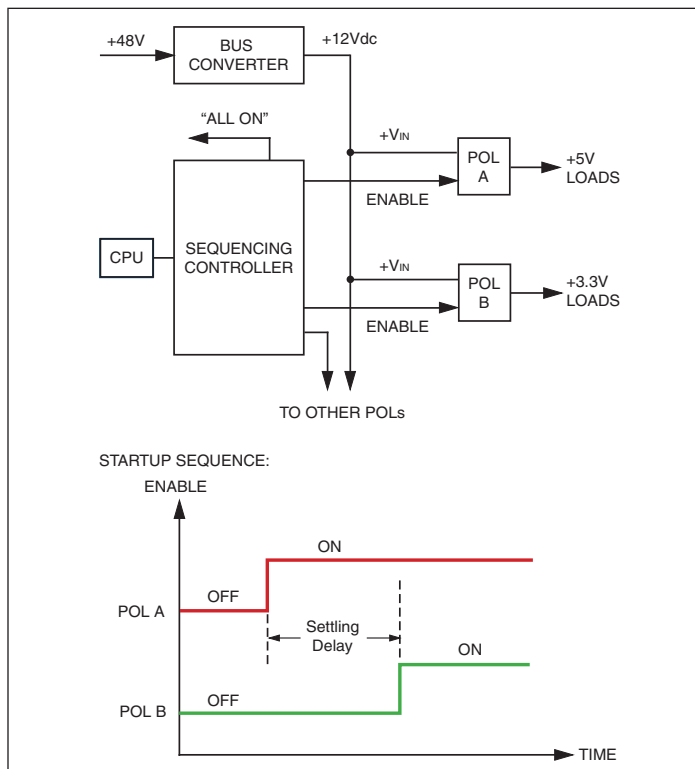 +48V
BUS
CONVERTER
+12Vdc
“ALL ON”
+VIN
POL
A
+5V
LOADS
ENABLE
CPU
SEQUENCING
CONTROLLER
+VIN
POL
B
+3.3V
LOADS
ENABLE
TO OTHER POLs
STARTUP SEQUENCE:
ENABLE
ON
OFF
POL A
Settling
Delay
ON
OFF
POL B
TIME